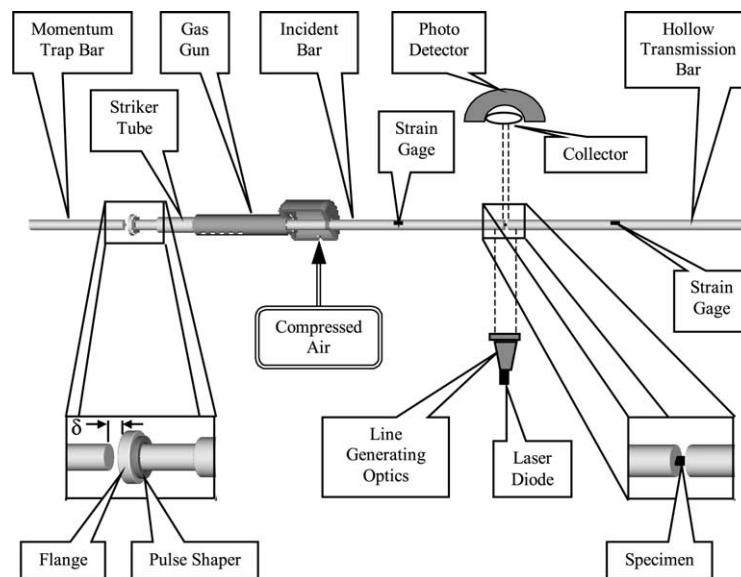 Momentum
Trap Bar
Gas
Gun
Incident
Bar
Photo
Detector
Hollow
Transmission
Bar
Striker
Tube
Strain
Gage
Collector
Compressed
Air
Strain
Gage
δ
Line
Generating
Optics
Laser
Diode
Flange
Pulse Shaper
Specimen